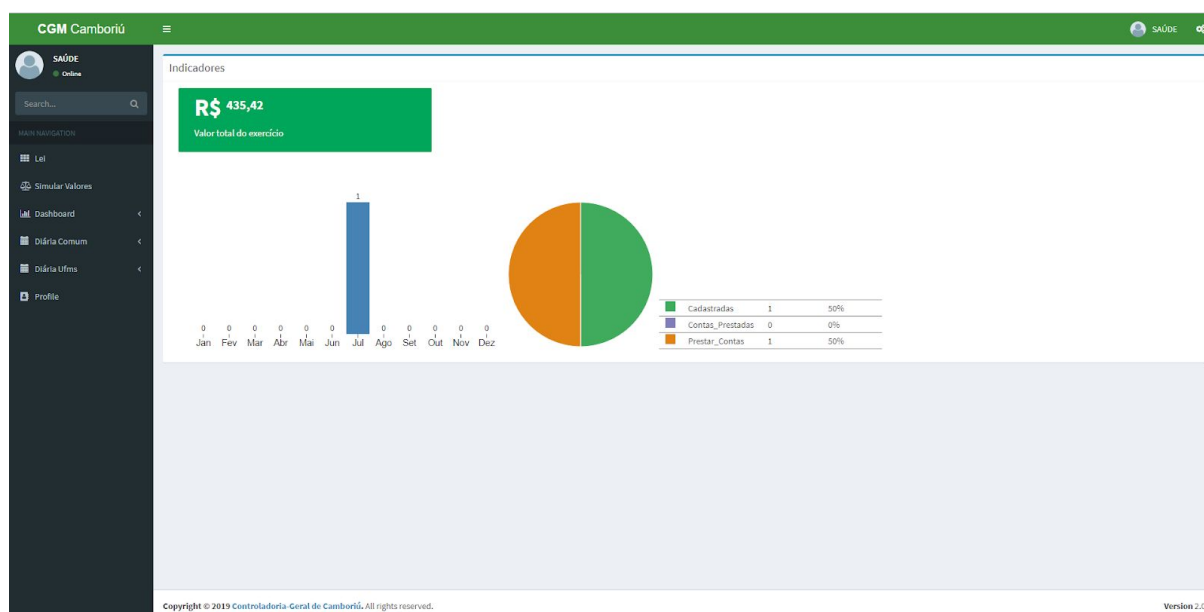 CGM Camboriú
SAÚDE
SAÚDE
Online
Search...
MAIN NAVIGATION
Lei
Simular Valores
Dashboard
Diária Comum
Diária Ufms
Profile
Indicadores
R$ 435,42
Valor total do exercício
1
0 0 0 0 0 0 0 0 0 0 0
Jan Fev Mar Abr Mai Jun Jul Ago Set Out Nov Dez
Cadastradas 1 50%
Contas_Prestadas 0 0%
Prestar_Contas 1 50%
Copyright © 2019 Controladoria-Geral de Camboriú. All rights reserved.
Version